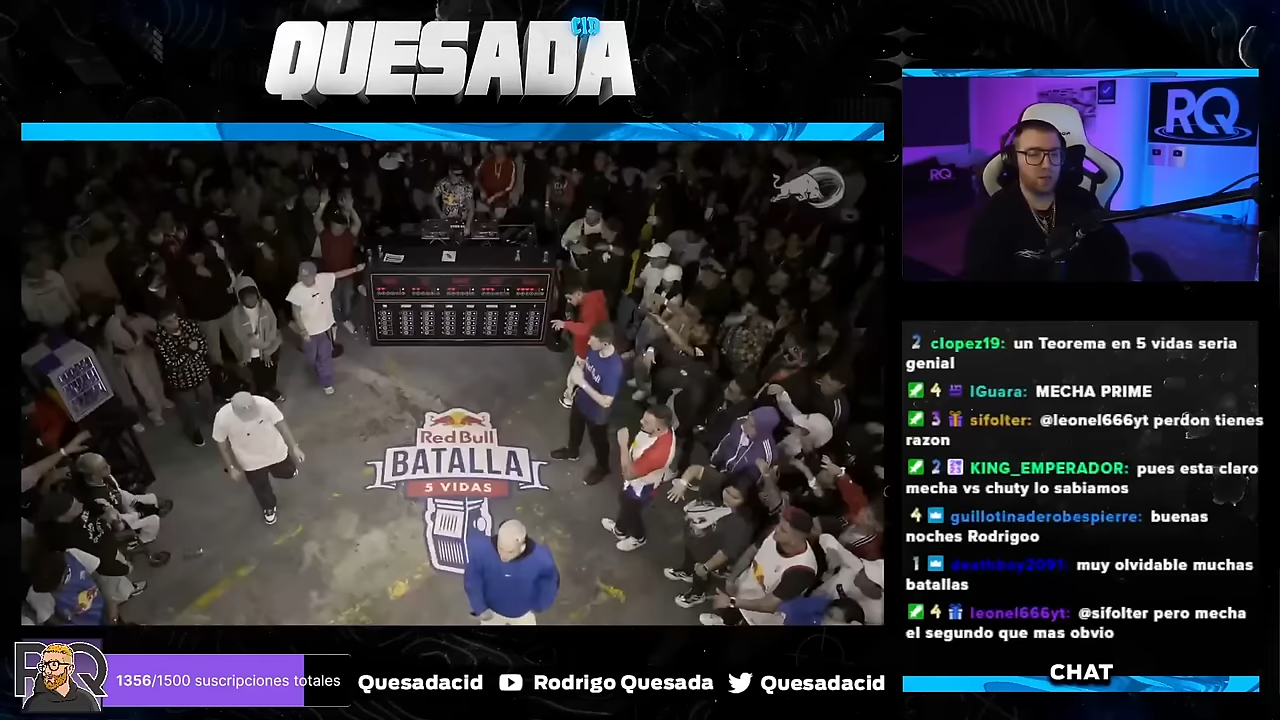 QUESADA
CID
RQ
RQ
Red Bull
BATALLA
5 VIDAS
2 clopez19: un Teorema en 5 vidas seria
genial
4 IGuara: MECHA PRIME
3 sifolter: @leonel666yt perdon tienes
razon
2 KING_EMPERADOR: pues esta claro
mecha vs chuty lo sabiamos
4 guillotinaderobespierre: buenas
noches Rodrigoo
1 deathboy2091: muy olvidable muchas
batallas
4 leonel666yt: @sifolter pero mecha
el segundo que mas obvio
CHAT
RQ
1356/1500 suscripciones totales
Quesadacid
Rodrigo Quesada
Quesadacid